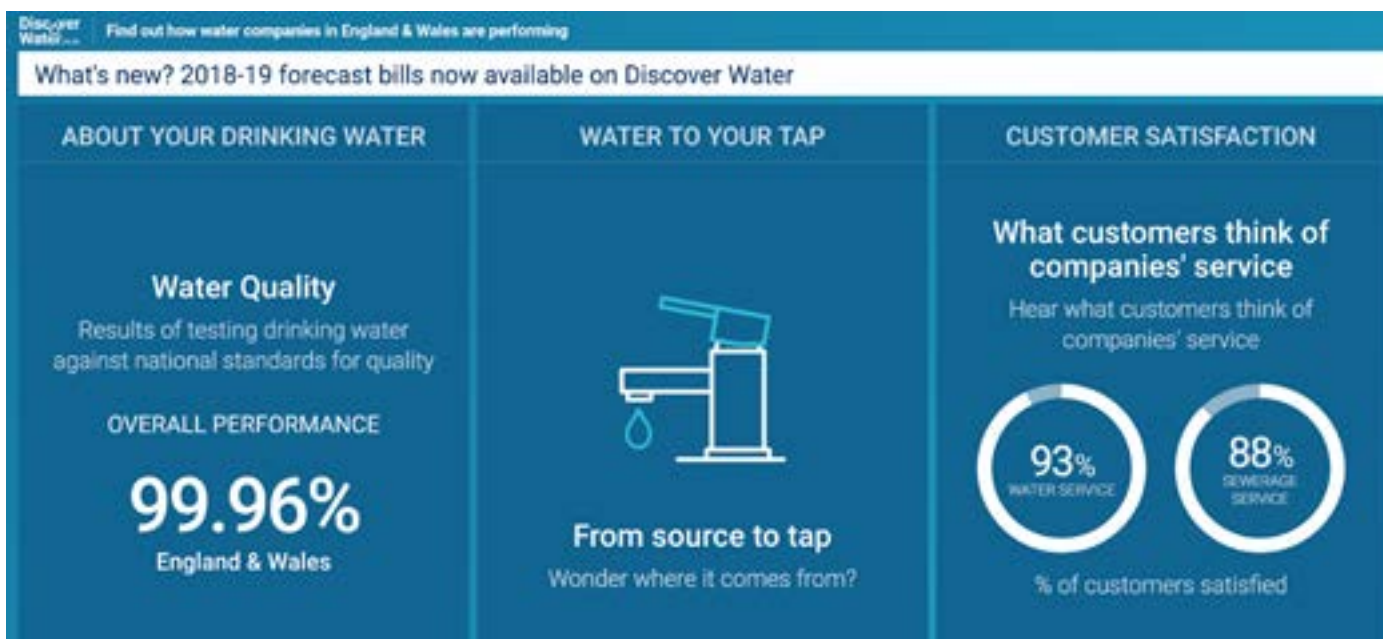 Discover
Water
Find out how water companies in England & Wales are performing
What's new? 2018-19 forecast bills now available on Discover Water
ABOUT YOUR DRINKING WATER
Water Quality
Results of testing drinking water
against national standards for quality
OVERALL PERFORMANCE
99.96%
England & Wales
WATER TO YOUR TAP
From source to tap
Wonder where it comes from?
CUSTOMER SATISFACTION
What customers think of
companies' service
Hear what customers think of
companies' service
93%
WATER SERVICE
88%
SEWERAGE
SERVICE
% of customers satisfied